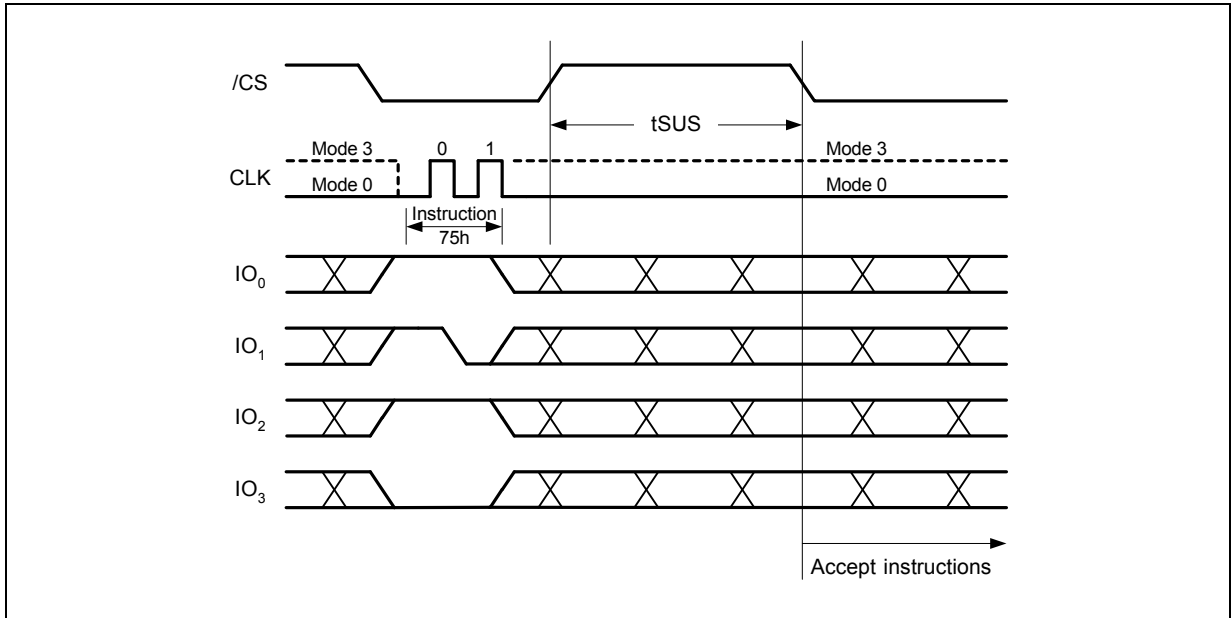 /CS
tSUS
Mode 3 0 1 Mode 3
CLK
Mode 0 Mode 0
Instruction
75h
IO0
IO1
IO2
IO3
Accept instructions